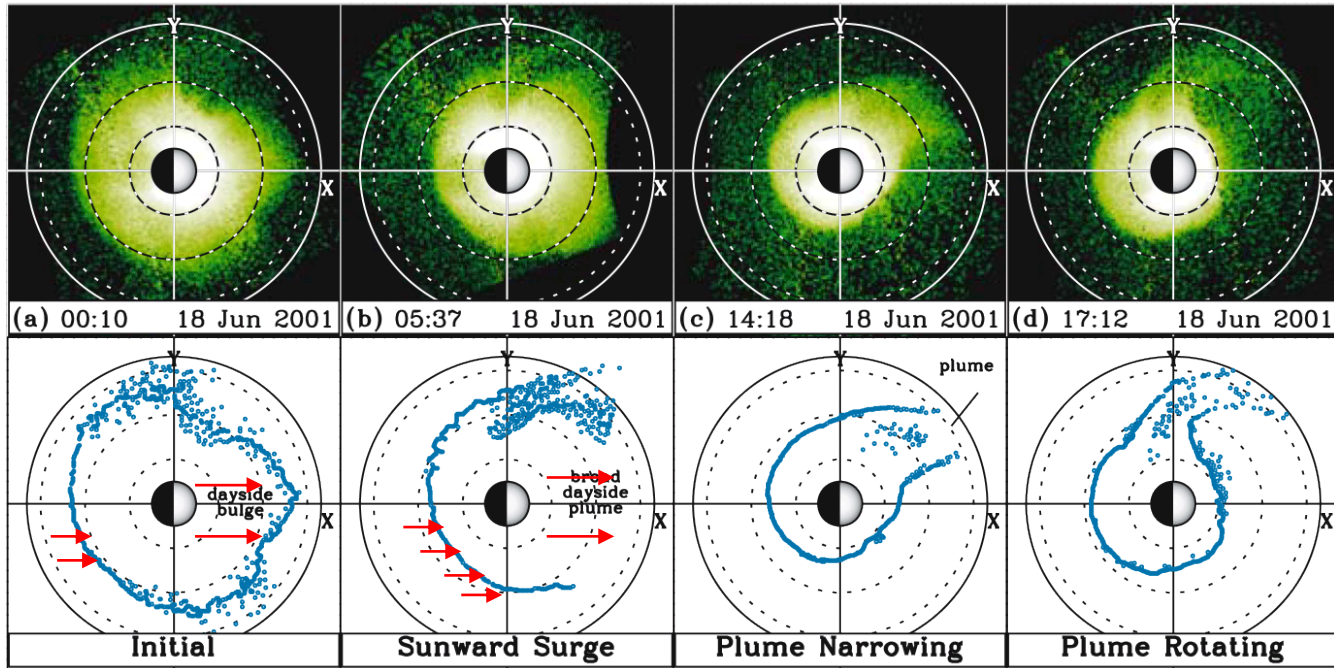 Y
X
(a) 00:10 18 Jun 2001
Y
X
(b) 05:37 18 Jun 2001
Y
X
(c) 14:18 18 Jun 2001
Y
X
(d) 17:12 18 Jun 2001
Y
dayside
bulge
X
Initial
Y
broad
dayside
plume
X
Sunward Surge
Y
plume
X
Plume Narrowing
Y
X
Plume Rotating